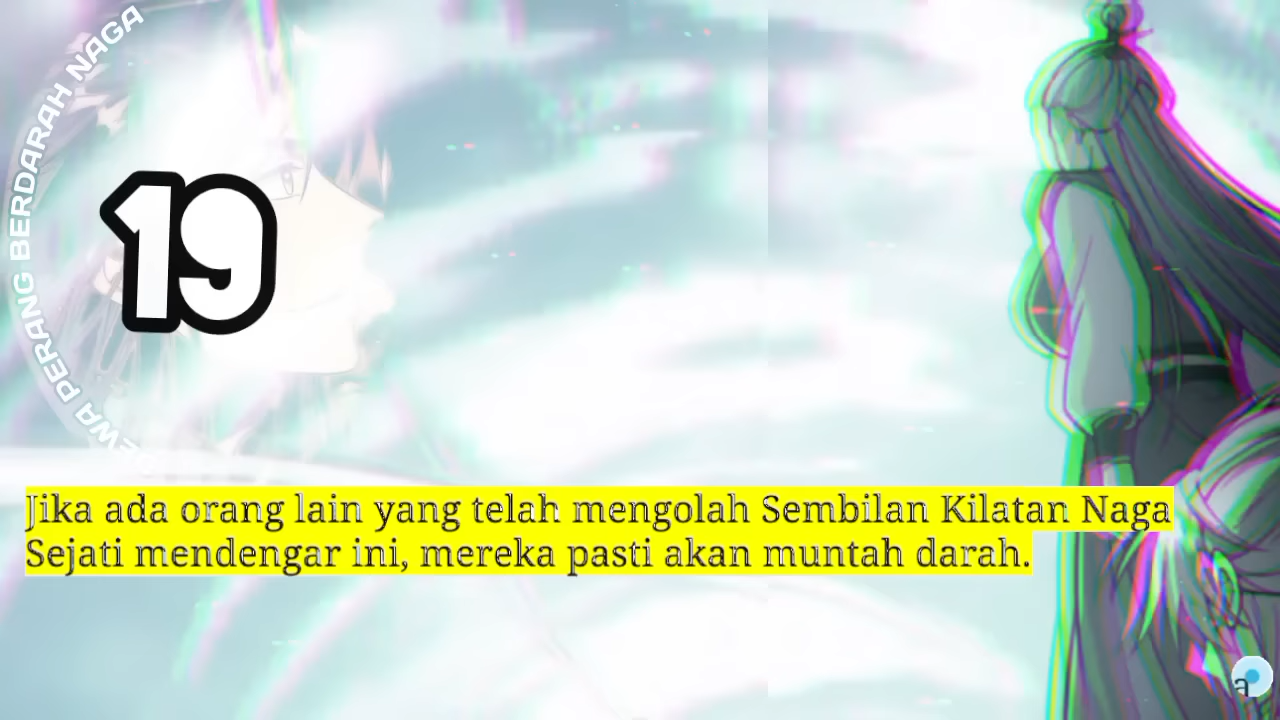 DEWA PERANG BERDARAH NAGA
19
Jika ada orang lain yang telah mengolah Sembilan Kilatan Naga
Sejati mendengar ini, mereka pasti akan muntah darah.
a